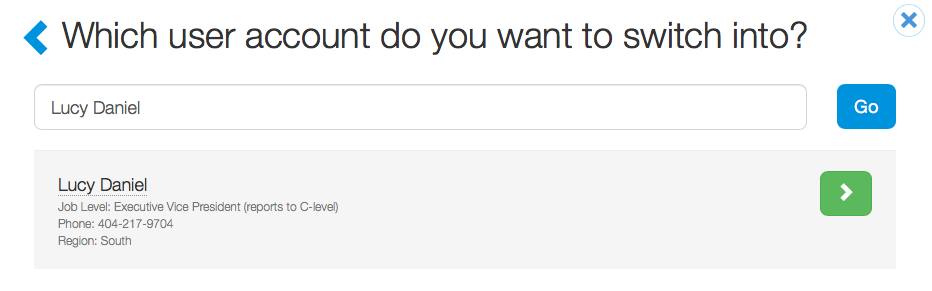 Which user account do you want to switch into?
Lucy Daniel
Go
Lucy Daniel
Job Level: Executive Vice President (reports to C-level)
Phone: 404-217-9704
Region: South